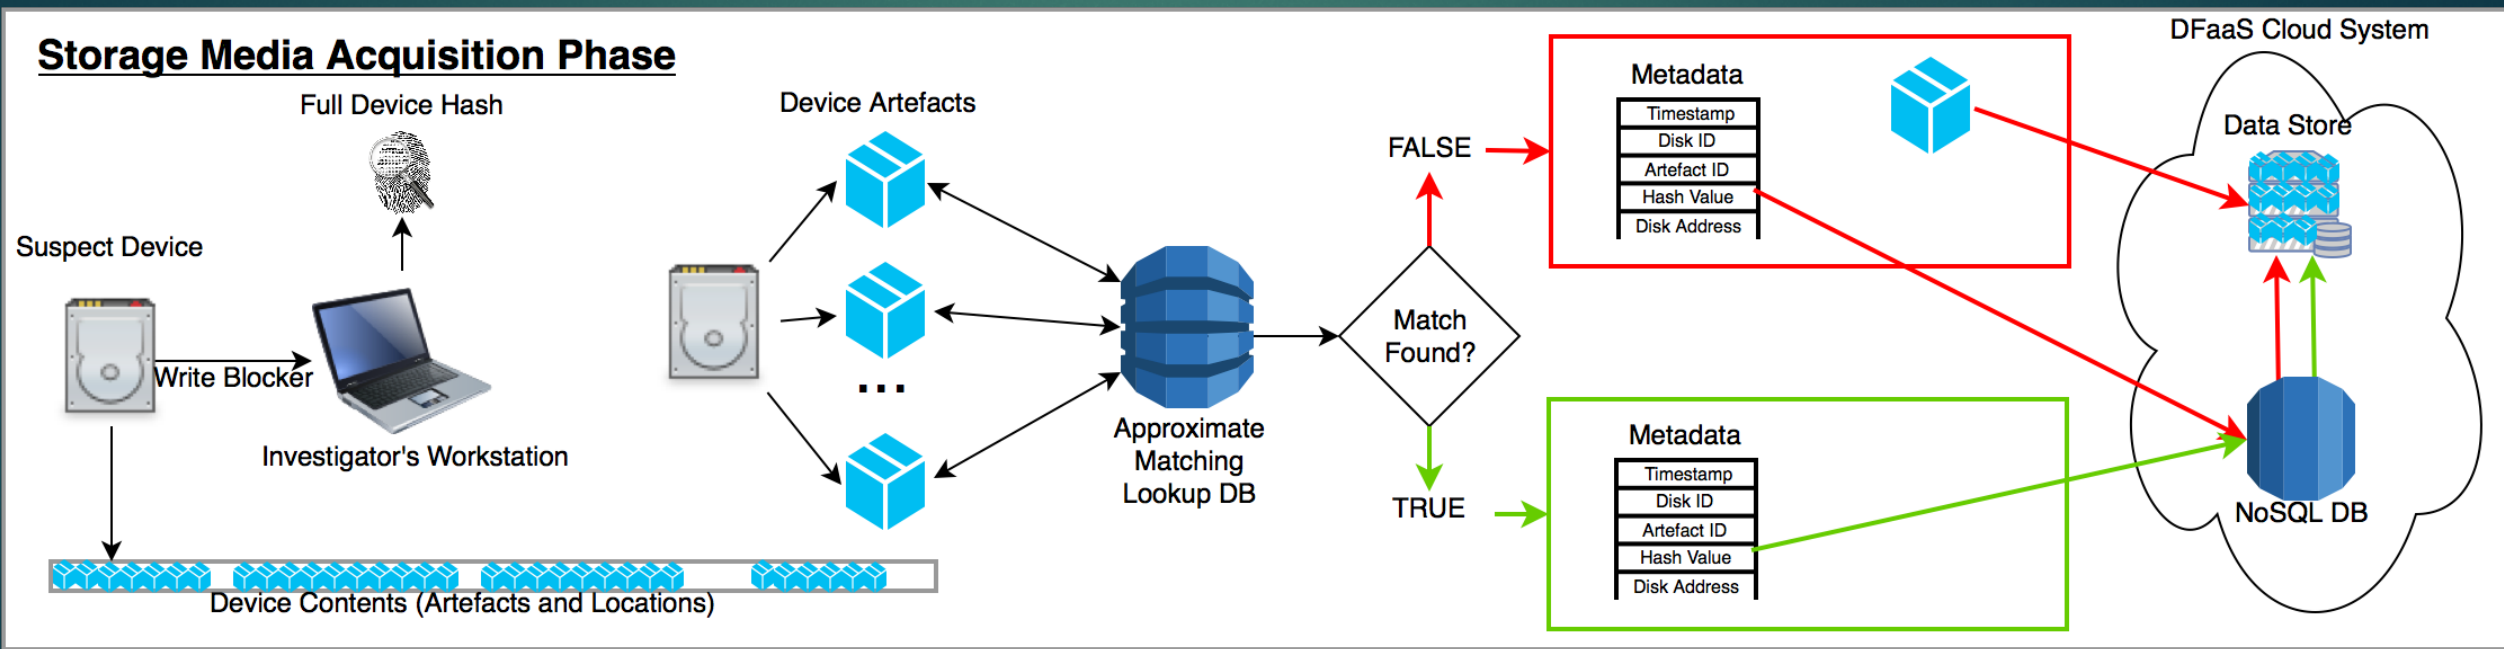 Storage Media Acquisition Phase
Full Device Hash
Suspect Device
Write Blocker
Investigator's Workstation
Device Contents (Artefacts and Locations)
Device Artefacts
...
Approximate
Matching
Lookup DB
Match
Found?
FALSE
Metadata
Timestamp
Disk ID
Artefact ID
Hash Value
Disk Address
TRUE
Metadata
Timestamp
Disk ID
Artefact ID
Hash Value
Disk Address
DFaaS Cloud System
Data Store
NoSQL DB